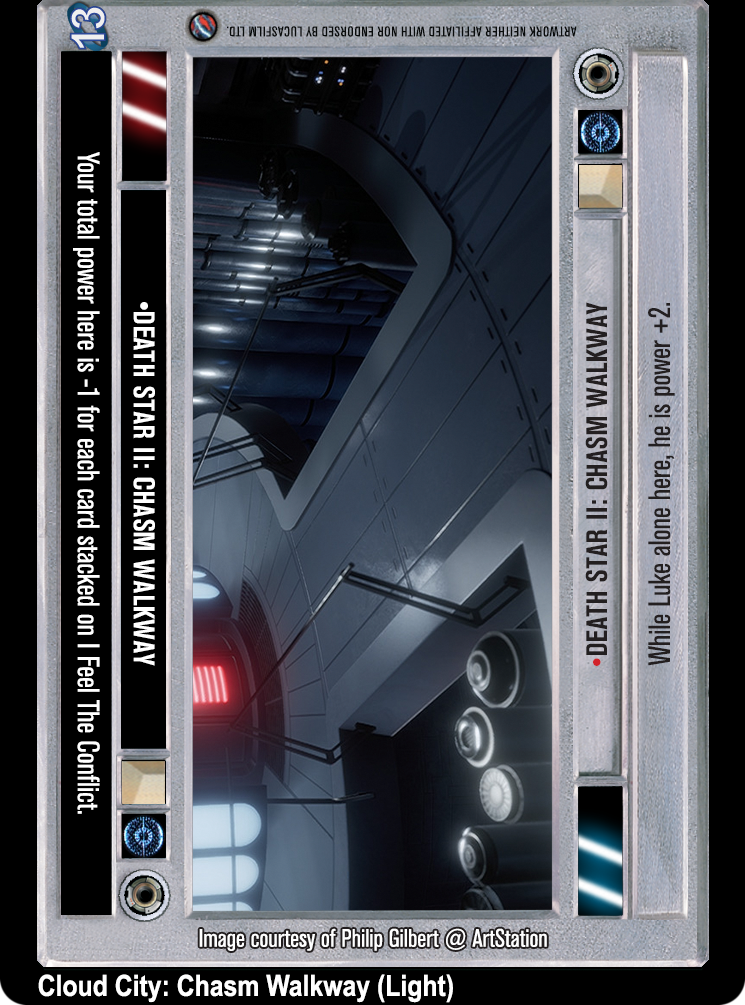 13
ARTWORK NEITHER AFFILIATED WITH NOR ENDORSED BY LUCASFILM LTD.
Your total power here is -1 for each card stacked on I Feel The Conflict.
•DEATH STAR II: CHASM WALKWAY
•DEATH STAR II: CHASM WALKWAY
While Luke alone here, he is power +2.
Image courtesy of Philip Gilbert @ ArtStation
Cloud City: Chasm Walkway (Light)